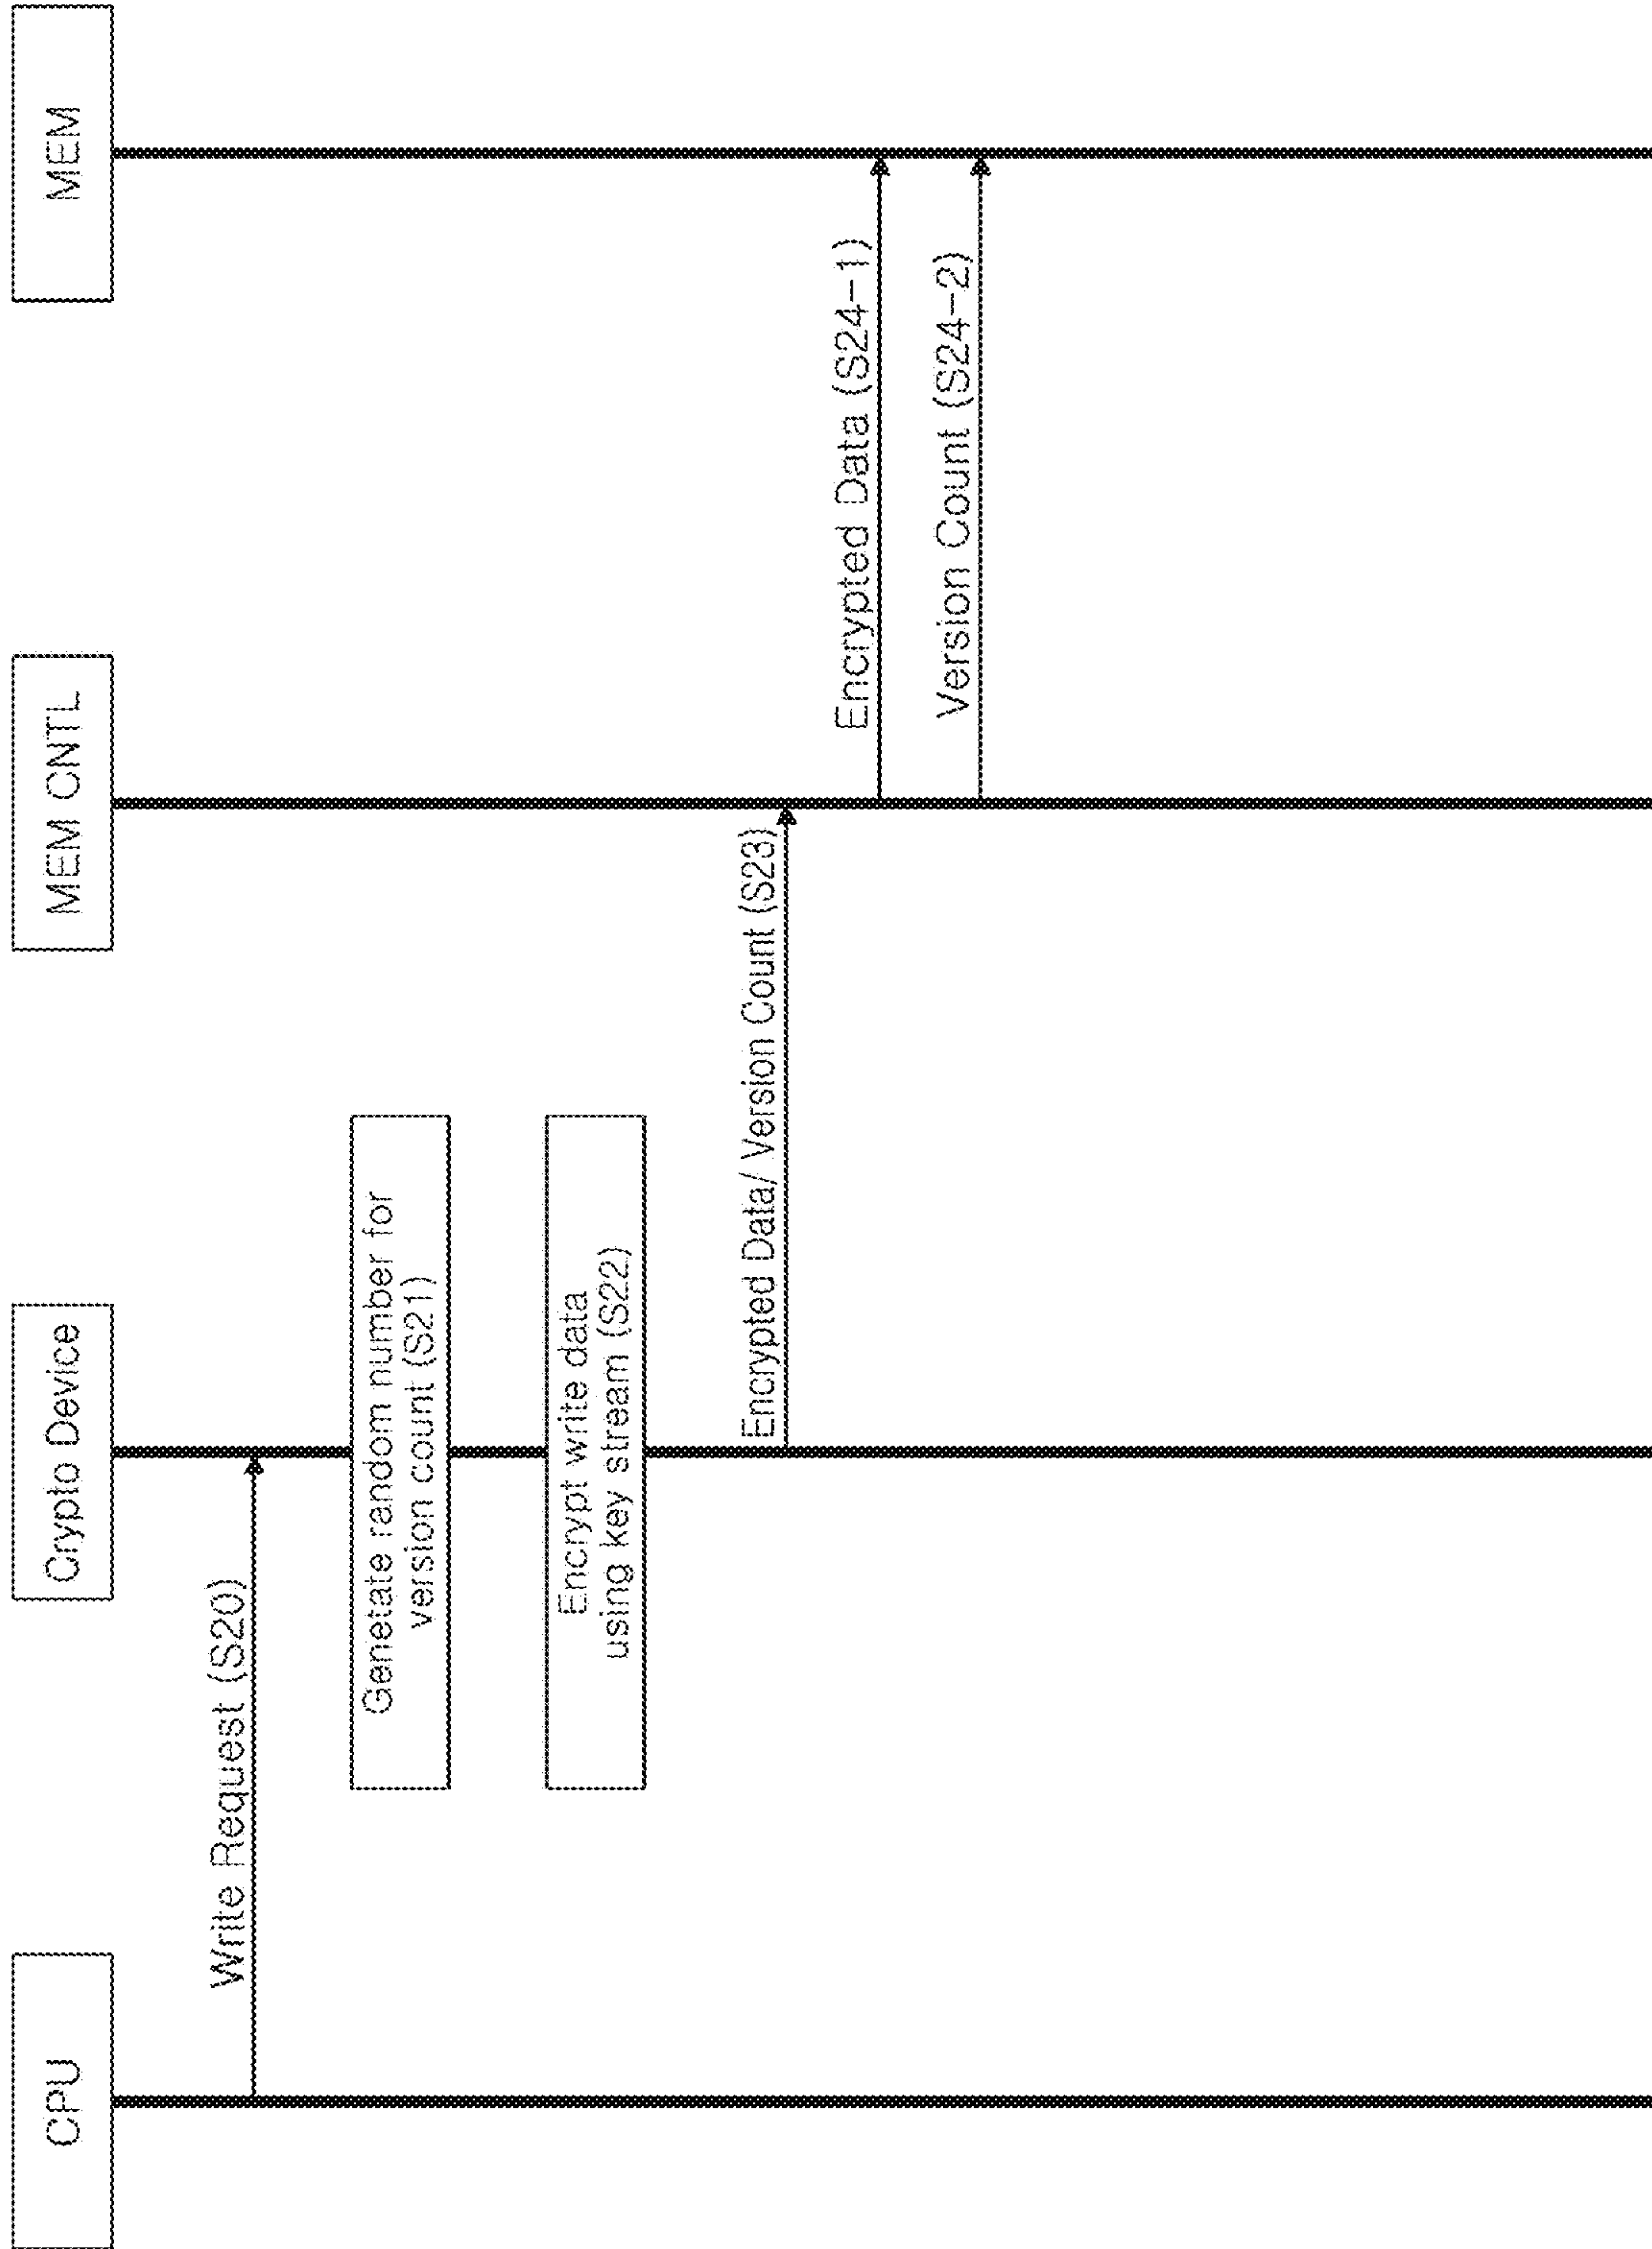 CPU
Crypto Device
MEM CNTL
MEM
Write Request (S20)
Genetate random number for
version count (S21)
Encrypt write data
using key stream (S22)
Encrypted Data/ Version Count (S23)
Encrypted Data (S24-1)
Version Count (S24-2)